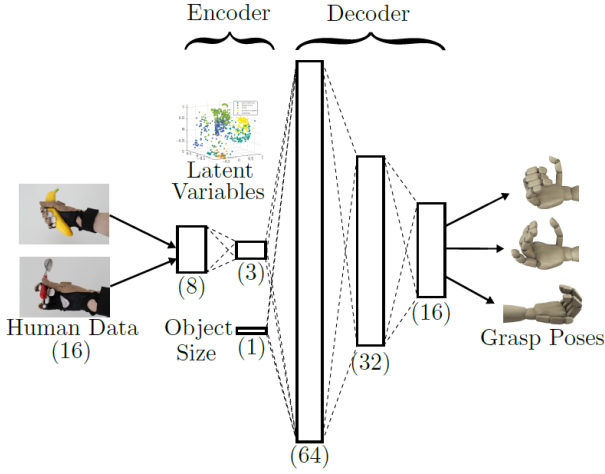 Encoder
Decoder
Latent
Variables
(8)
(3)
Human Data
(16)
Object
Size
(1)
(64)
(32)
(16)
Grasp Poses